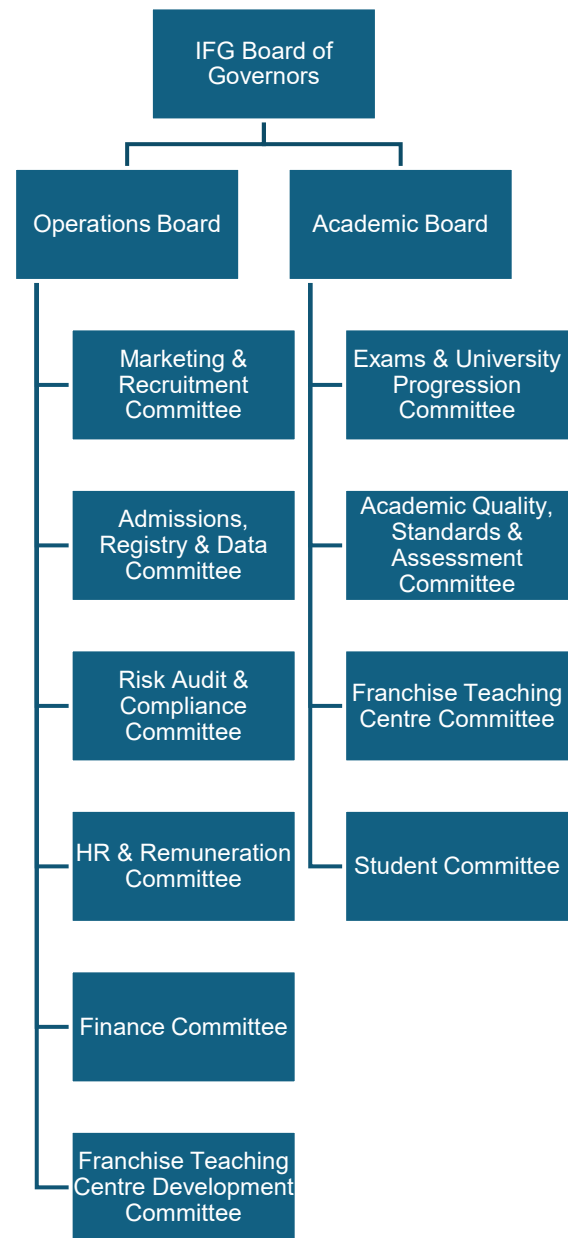 IFG Board of
Governors
Operations Board
Academic Board
Marketing &
Recruitment
Committee
Exams & University
Progression
Committee
Admissions,
Registry & Data
Committee
Academic Quality,
Standards &
Assessment
Committee
Risk Audit &
Compliance
Committee
Franchise Teaching
Centre Committee
HR & Remuneration
Committee
Student Committee
Finance Committee
Franchise Teaching
Centre Development
Committee